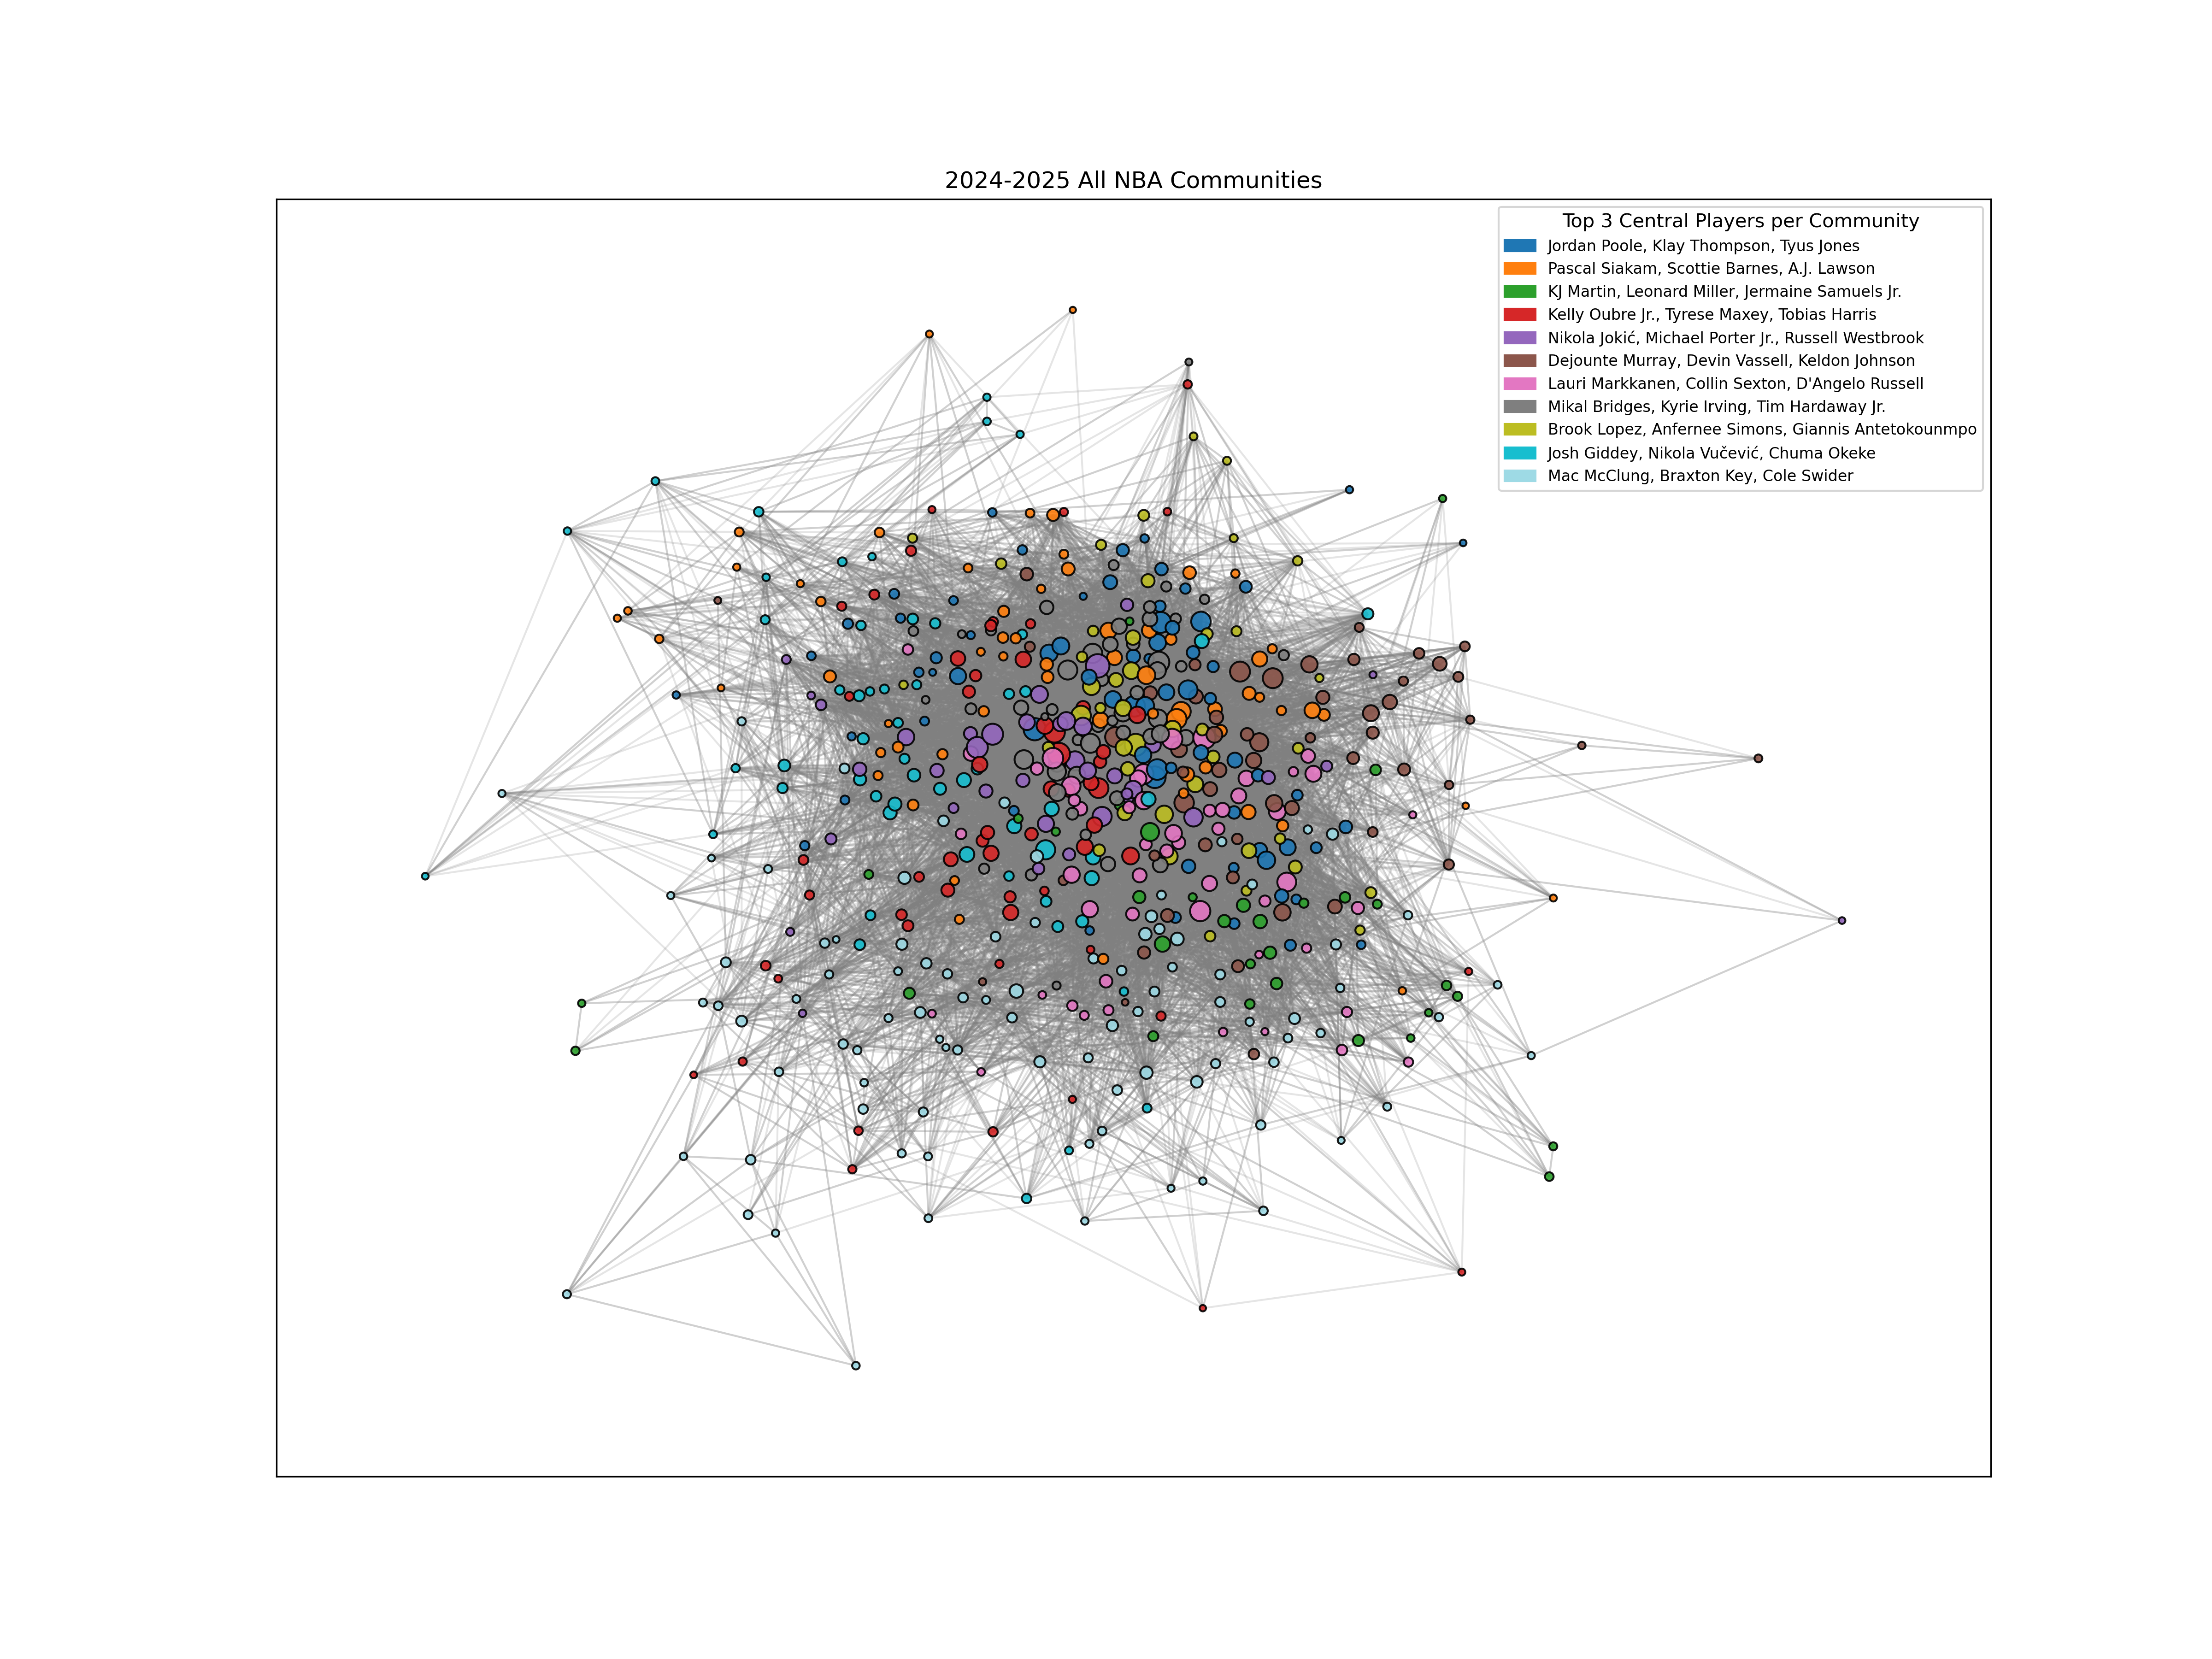 2024-2025 All NBA Communities
Top 3 Central Players per Community
Jordan Poole, Klay Thompson, Tyus Jones
Pascal Siakam, Scottie Barnes, A.J. Lawson
KJ Martin, Leonard Miller, Jermaine Samuels Jr.
Kelly Oubre Jr., Tyrese Maxey, Tobias Harris
Nikola Jokić, Michael Porter Jr., Russell Westbrook
Dejounte Murray, Devin Vassell, Keldon Johnson
Lauri Markkanen, Collin Sexton, D'Angelo Russell
Mikal Bridges, Kyrie Irving, Tim Hardaway Jr.
Brook Lopez, Anfernee Simons, Giannis Antetokounmpo
Josh Giddey, Nikola Vučević, Chuma Okeke
Mac McClung, Braxton Key, Cole Swider